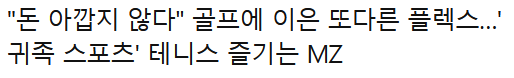 "돈 아깝지 않다" 골프에 이은 또다른 플렉스...'
귀족 스포츠' 테니스 즐기는 MZ